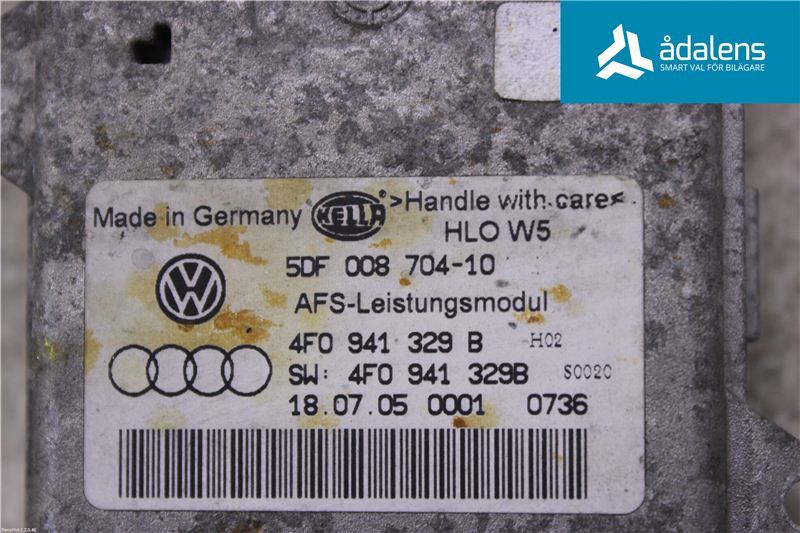 ådalens
SMART VAL FÖR BILÄGARE
Made in Germany HELLA ® >Handle with care<
HLO W5
5DF 008 704-10
VW
AFS-Leistungsmodul
4F0 941 329 B H02
SW: 4F0 941 329B S0020
18.07.05 0001 0736